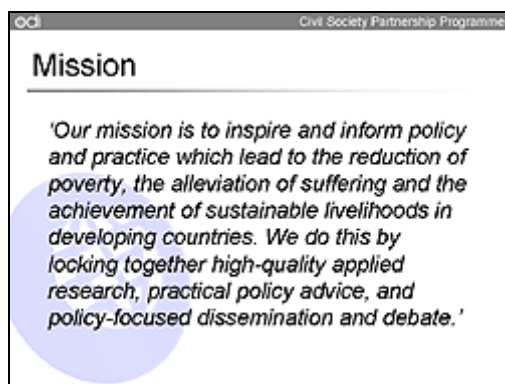 odi Civil Society Partnership Programme
Mission
'Our mission is to inspire and inform policy
and practice which lead to the reduction of
poverty, the alleviation of suffering and the
achievement of sustainable livelihoods in
developing countries. We do this by
locking together high-quality applied
research, practical policy advice, and
policy-focused dissemination and debate.'